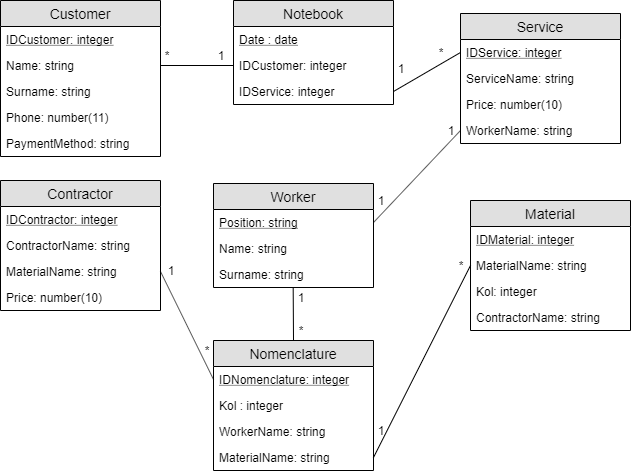 Customer
IDCustomer: integer
Name: string
Surname: string
Phone: number(11)
PaymentMethod: string
* 1
Notebook
Date : date
IDCustomer: integer
IDService: integer
1 *
Service
IDService: integer
ServiceName: string
Price: number(10)
WorkerName: string
1
1
Contractor
IDContractor: integer
ContractorName: string
MaterialName: string
Price: number(10)
1
*
Worker
Position: string
Name: string
Surname: string
1
*
Material
IDMaterial: integer
MaterialName: string
Kol: integer
ContractorName: string
*
1
Nomenclature
IDNomenclature: integer
Kol : integer
WorkerName: string
MaterialName: string